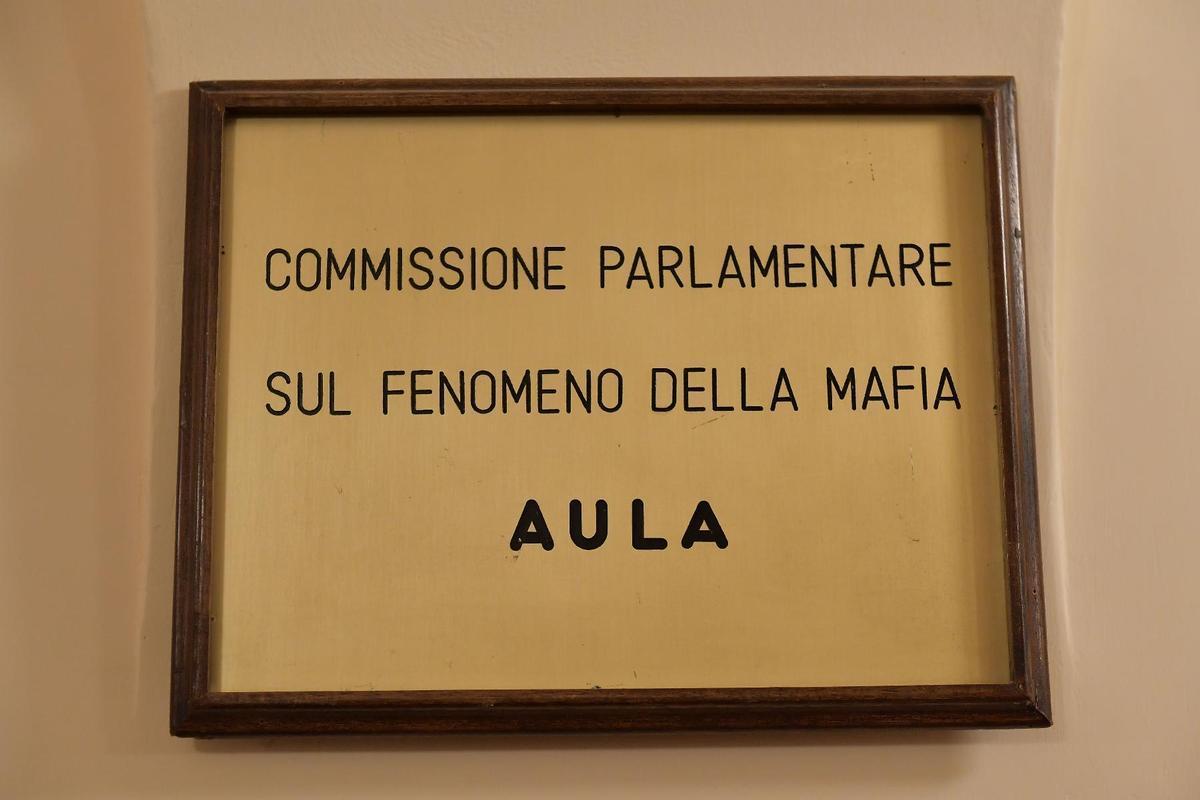 COMMISSIONE PARLAMENTARE
SUL FENOMENO DELLA MAFIA
AULA